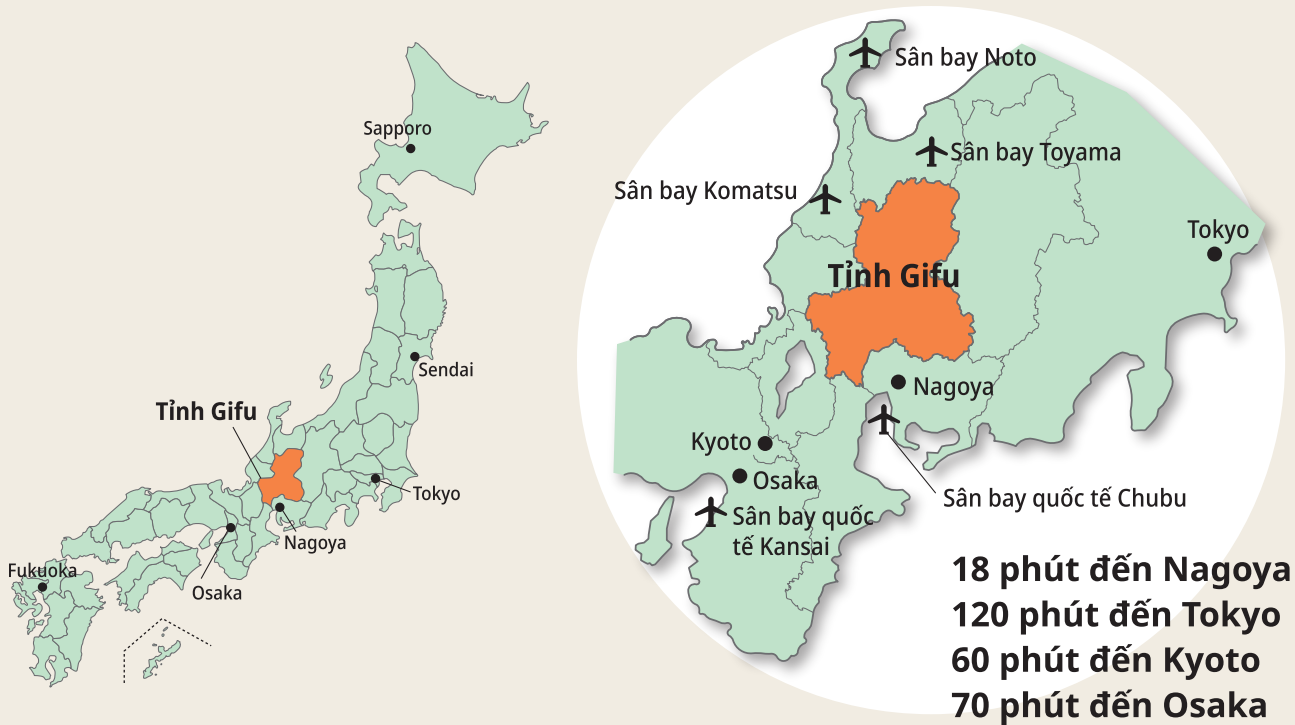 Sapporo
Sendai
Tỉnh Gifu
Tokyo
Nagoya
Osaka
Fukuoka
Sân bay Noto
Sân bay Toyama
Sân bay Komatsu
Tokyo
Tỉnh Gifu
Nagoya
Kyoto
Osaka
Sân bay quốc tế Chubu
Sân bay quốc
tế Kansai
18 phút đến Nagoya
120 phút đến Tokyo
60 phút đến Kyoto
70 phút đến Osaka